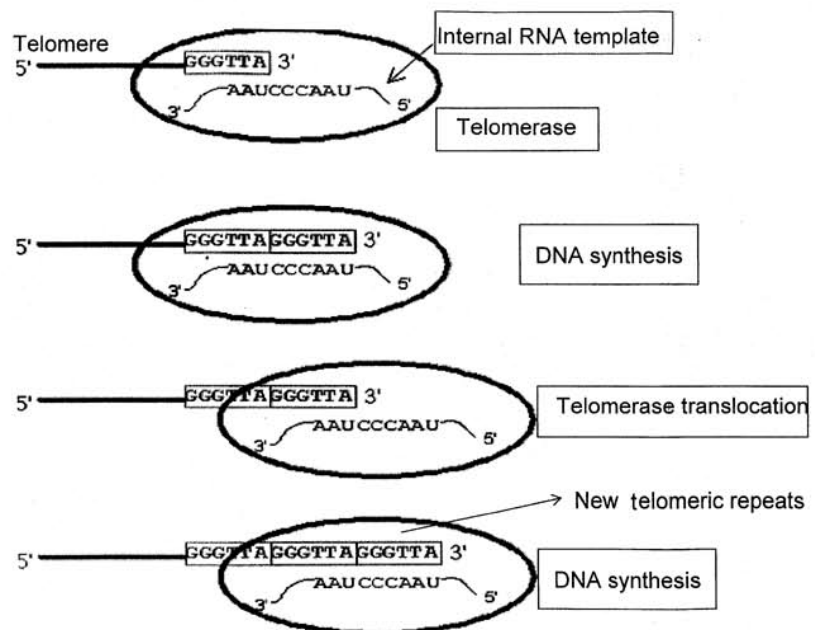 Telomere
Internal RNA template
5' GGGTTA 3'
AAUCCCAAU
3' 5'
Telomerase
5' GGGTTAGGGTTA 3'
DNA synthesis
AAUCCCAAU
3' 5'
5' GGGTTAGGGTTA 3'
Telomerase translocation
AAUCCCAAU
3' 5'
New telomeric repeats
5' GGGTTAGGGTTAGGGTTA 3'
DNA synthesis
AAUCCCAAU
3' 5'